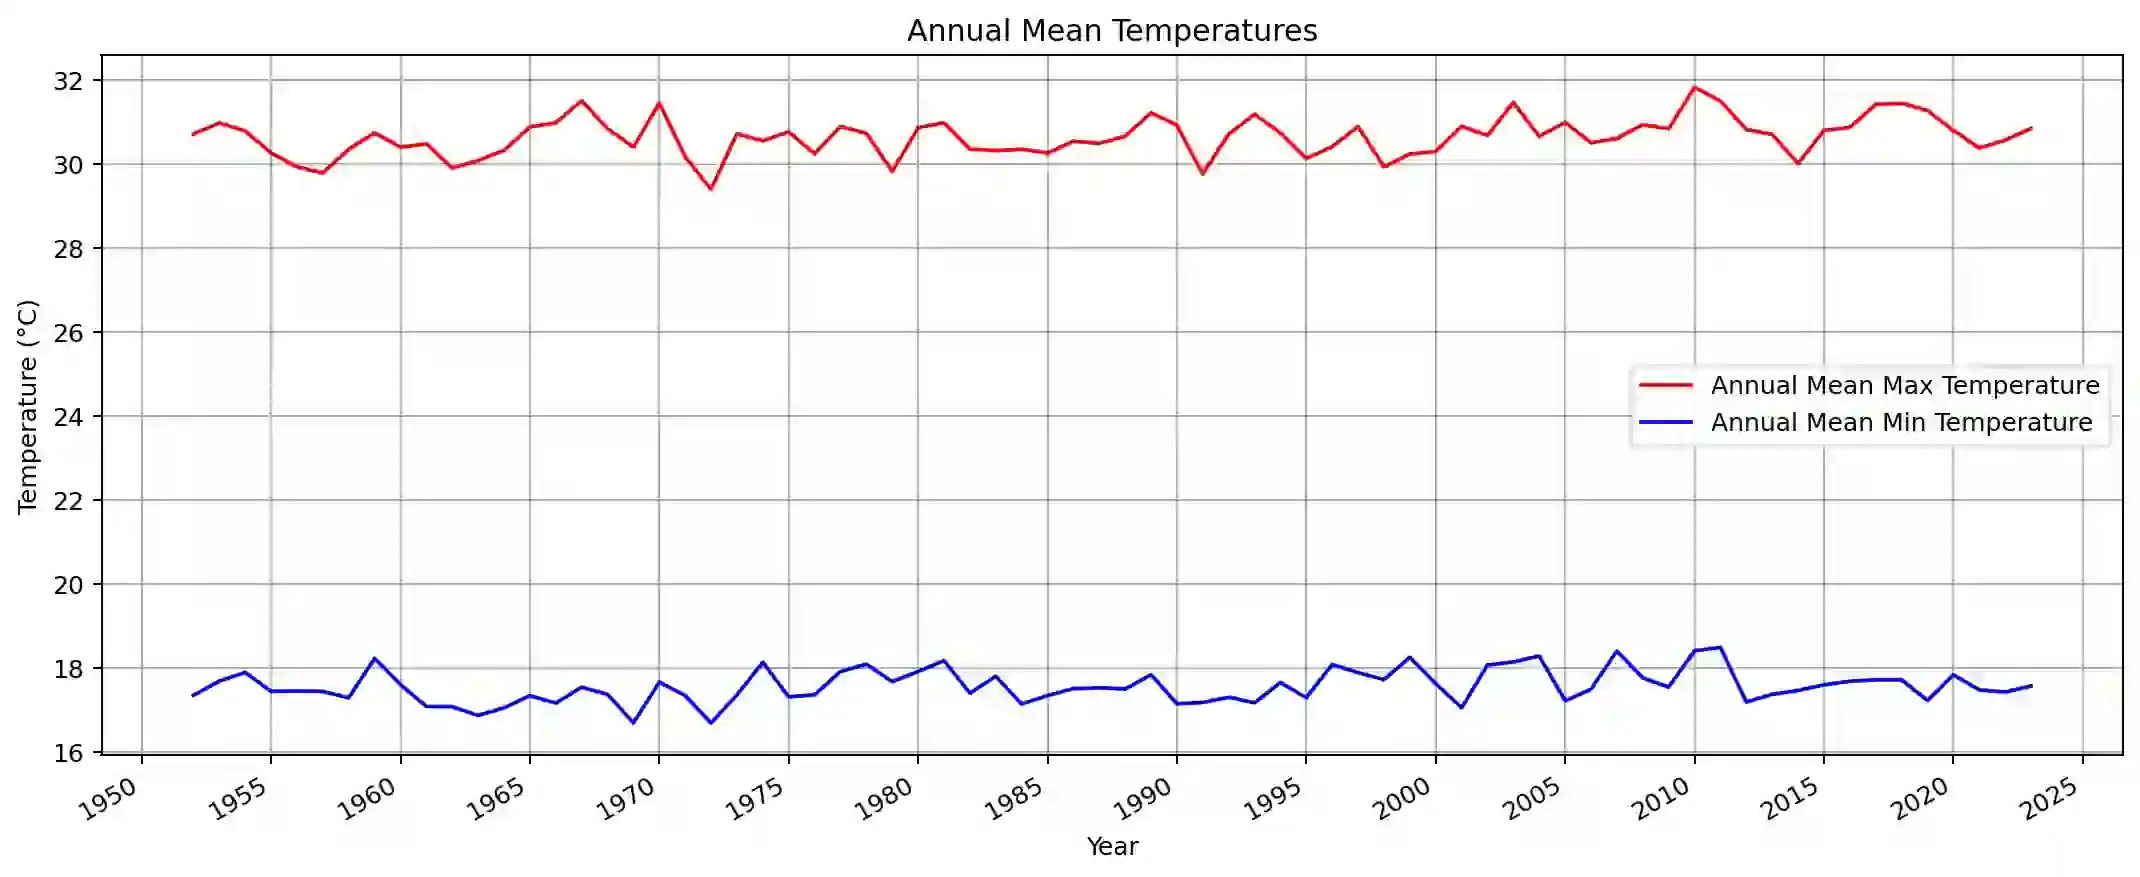 Annual Mean Temperatures
32
30
28
26
24
22
20
18
16
Temperature (°C)
Annual Mean Max Temperature
Annual Mean Min Temperature
1950 1955 1960 1965 1970 1975 1980 1985 1990 1995 2000 2005 2010 2015 2020 2025
Year